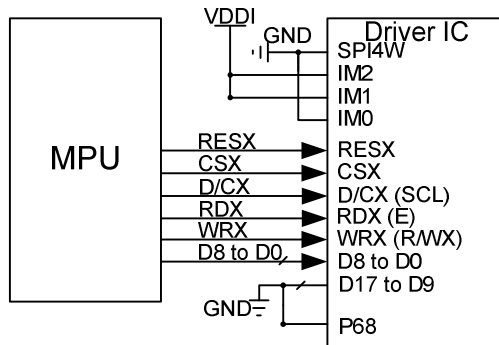 VDDI
GND
Driver IC
SPI4W
IM2
IM1
IM0
MPU
RESX
RESX
CSX
CSX
D/CX
D/CX (SCL)
RDX
RDX (E)
WRX
WRX (R/WX)
D8 to D0
D8 to D0
D17 to D9
GND
P68